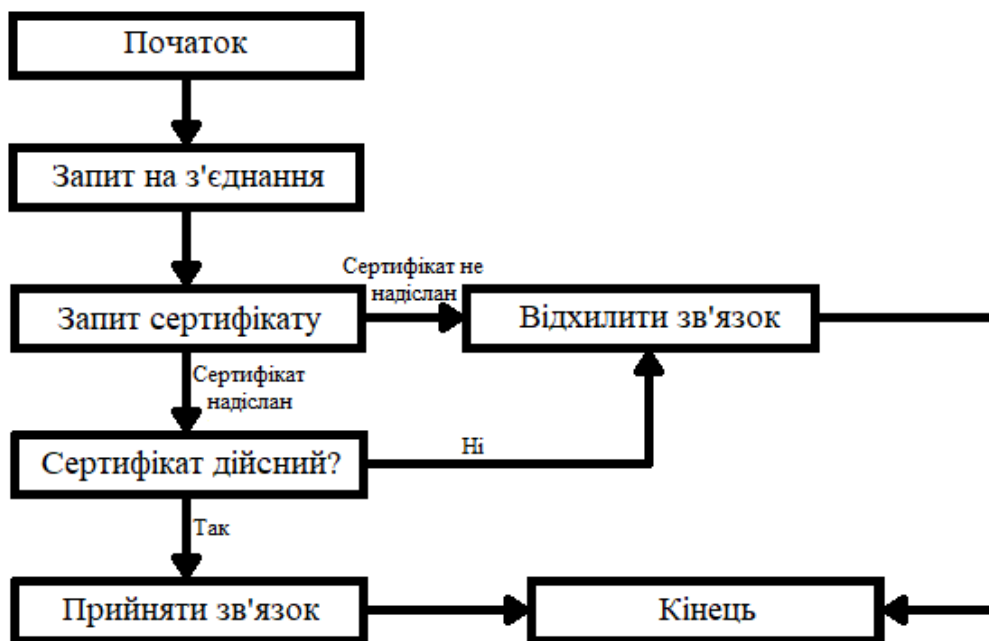 Початок
Запит на з'єднання
Сертифікат не
надіслан
Запит сертифікату
Відхилити зв'язок
Сертифікат
надіслан
Сертифікат дійсний?
Ні
Так
Прийняти зв'язок
Кінець